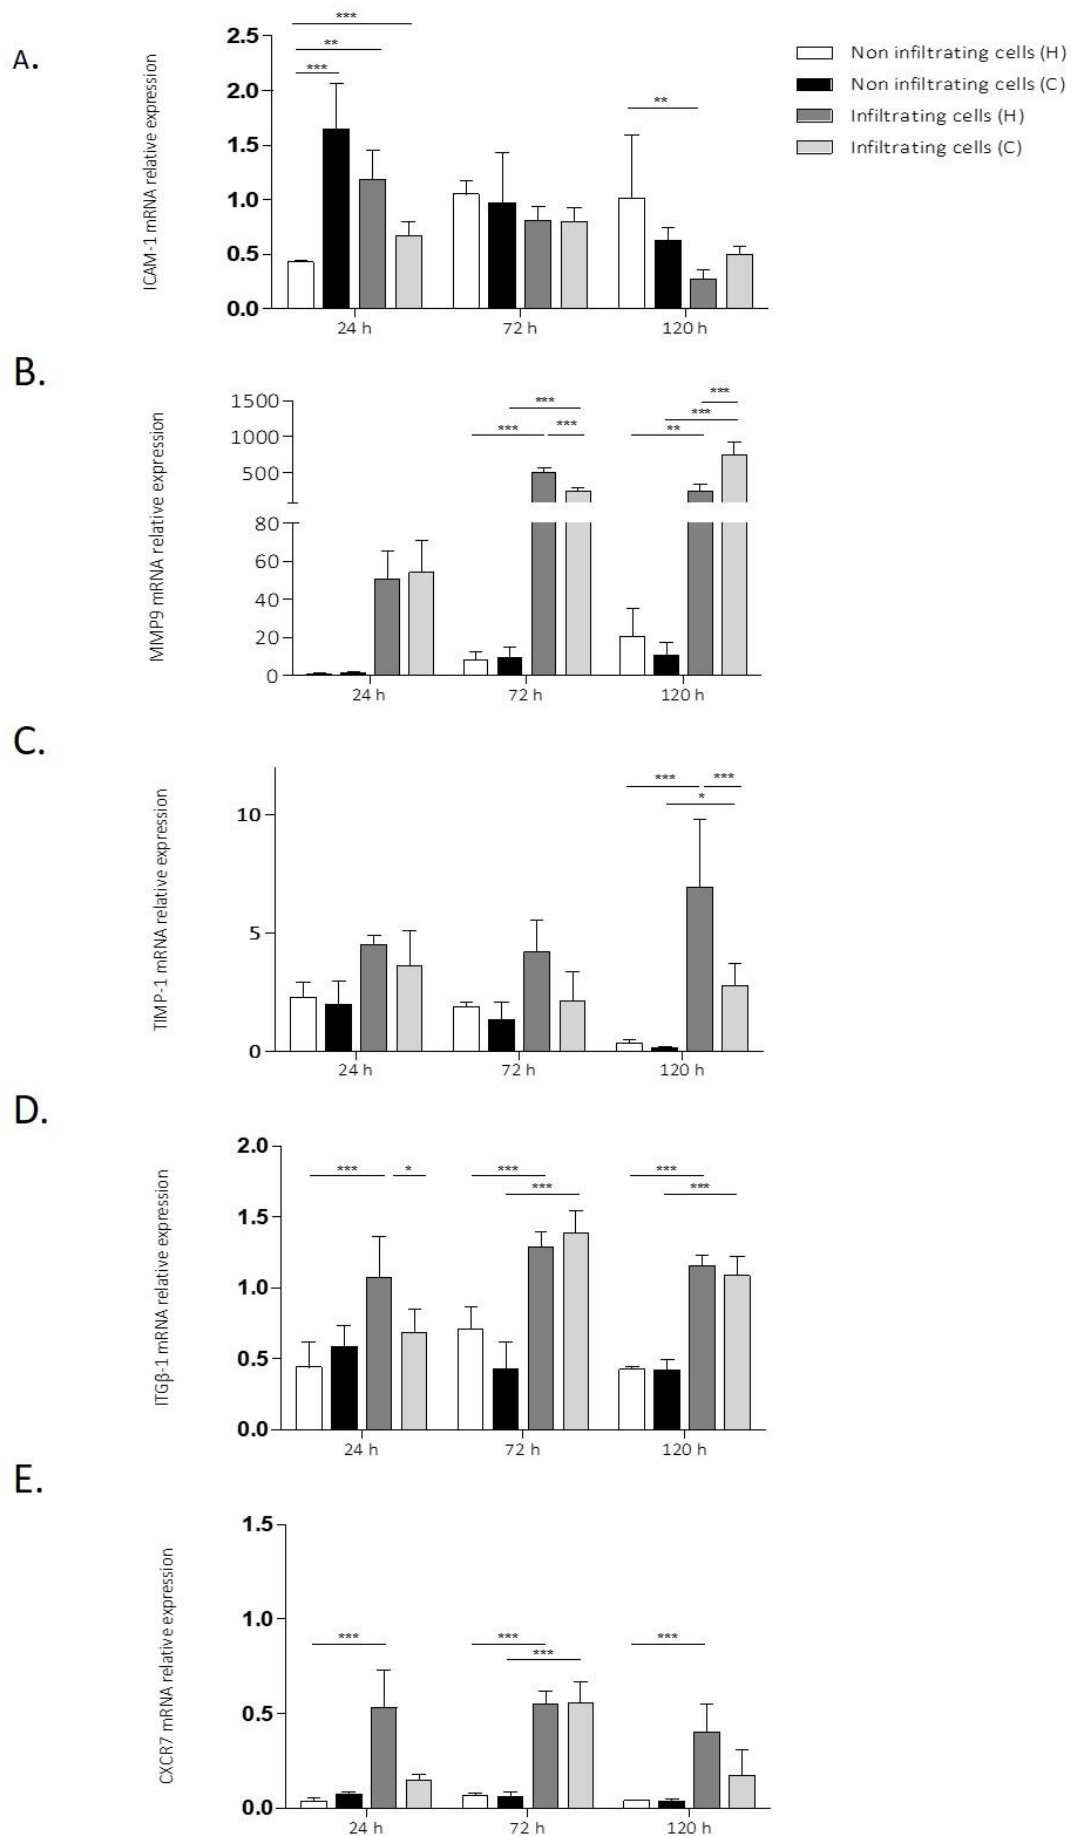 A.
ICAM-1 mRNA relative expression
2.5
2.0
1.5
1.0
0.5
0.0
***
**
***
**
24 h
72 h
120 h
Non infiltrating cells (H)
Non infiltrating cells (C)
Infiltrating cells (H)
Infiltrating cells (C)
B.
MMP9 mRNA relative expression
1500
1000
500
80
60
40
20
0
***
***
***
***
***
**
24 h
72 h
120 h
C.
TIMP-1 mRNA relative expression
10
5
0
***
***
*
24 h
72 h
120 h
D.
ITGβ-1 mRNA relative expression
2.0
1.5
1.0
0.5
0.0
***
*
***
***
***
***
24 h
72 h
120 h
E.
CXCR7 mRNA relative expression
1.5
1.0
0.5
0.0
***
***
***
***
24 h
72 h
120 h